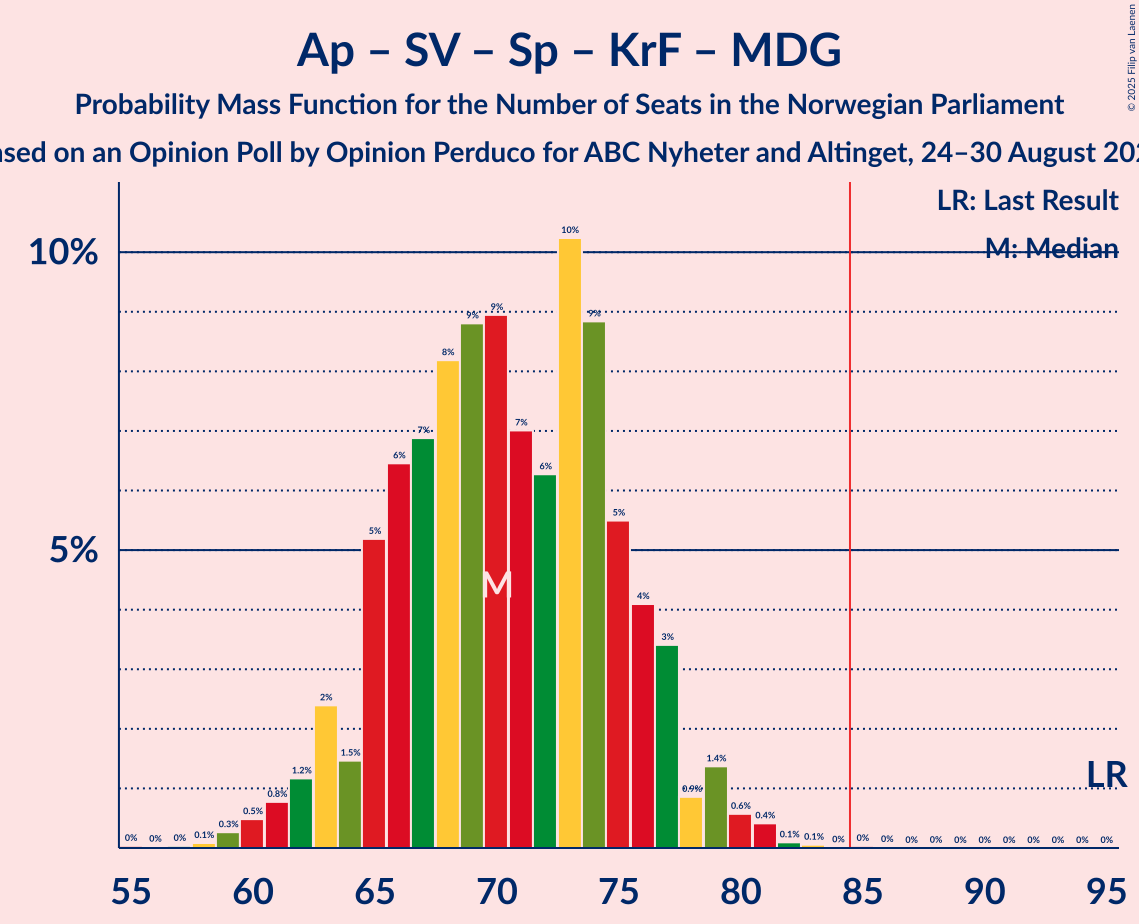 © 2025 Filip van Laenen
Ap – SV – Sp – KrF – MDG
Probability Mass Function for the Number of Seats in the Norwegian Parliament
on an Opinion Poll by Opinion Perduco for ABC Nyheter and Altinget, 24–30 August
LR: Last Result
M: Median
10%
5%
10%
9% 9% 9%
8%
7% 7%
6% 6%
5% 5%
4%
3%
2%
1.5% 1.4%
1.2%
0.8% 0.9%
0.5% 0.6%
0.3% 0.4%
0% 0% 0% 0.1% 0.1% 0.1% 0% 0% 0% 0% 0% 0% 0% 0% 0% 0% 0% 0%
M
LR
55 60 65 70 75 80 85 90 95